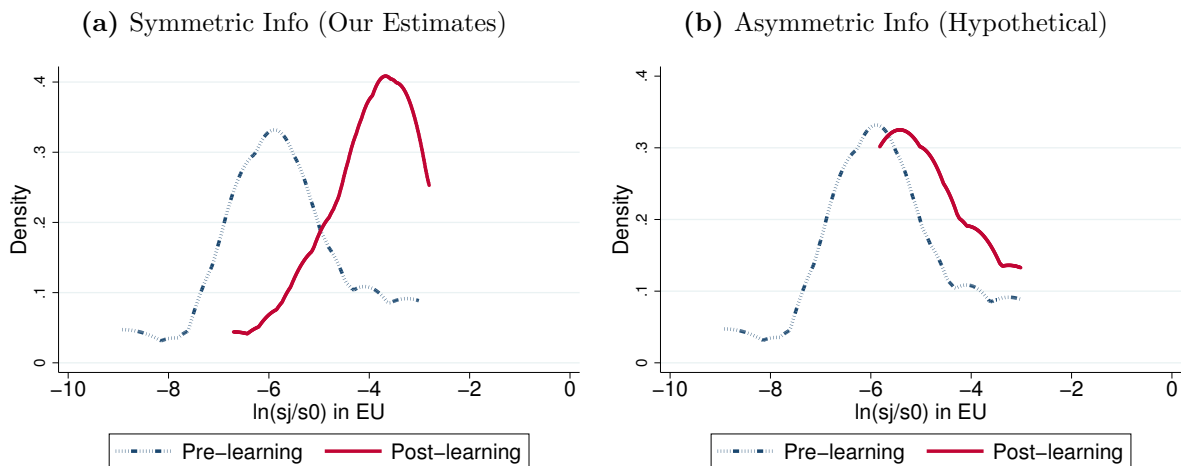 (a) Symmetric Info (Our Estimates)
Density
.4
.3
.2
.1
0
−10
−8
−6
−4
−2
0
ln(sj/s0) in EU
Pre−learning
Post−learning
(b) Asymmetric Info (Hypothetical)
Density
.4
.3
.2
.1
0
−10
−8
−6
−4
−2
0
ln(sj/s0) in EU
Pre−learning
Post−learning